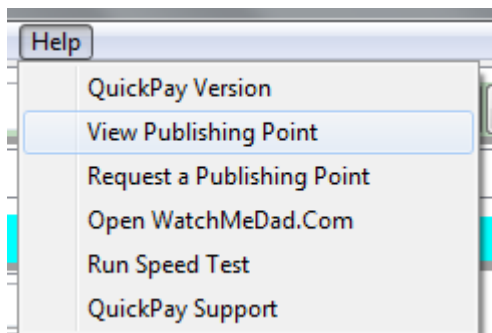 Help
QuickPay Version
View Publishing Point
Request a Publishing Point
Open WatchMeDad.Com
Run Speed Test
QuickPay Support